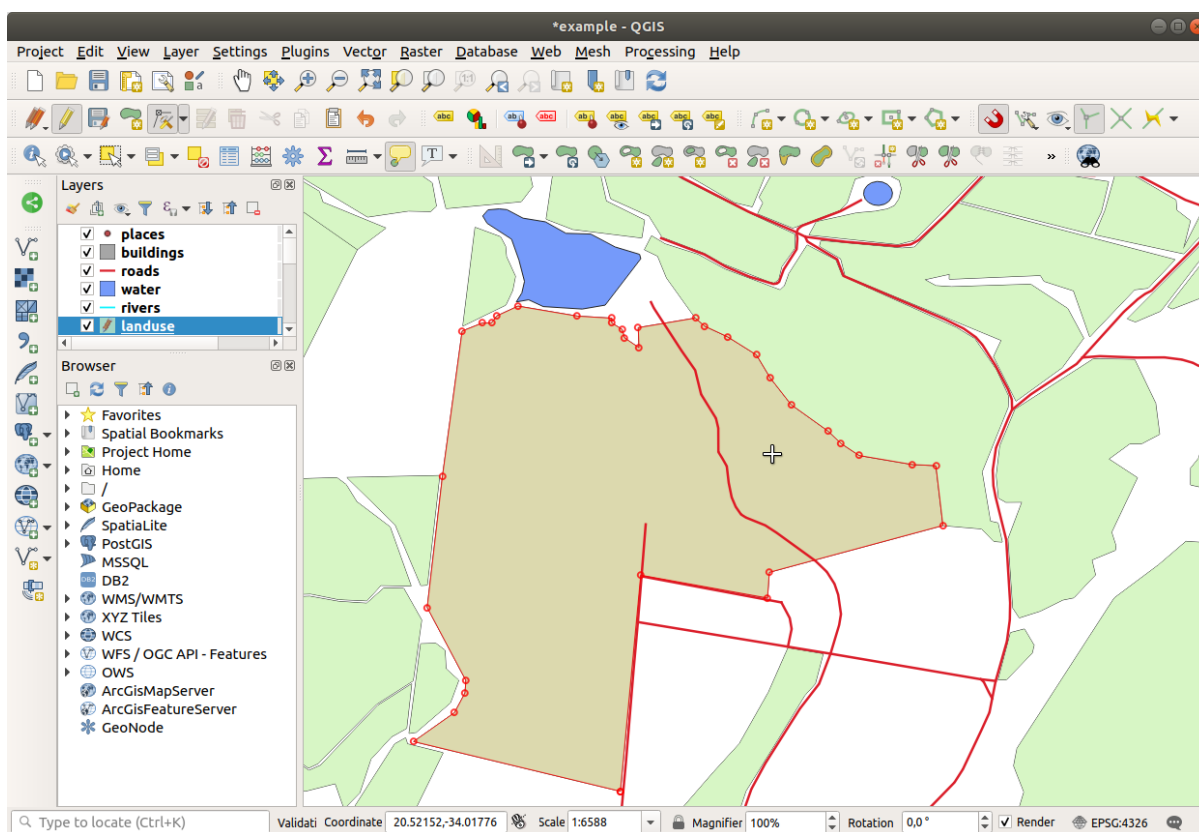 *example - QGIS
Project Edit View Layer Settings Plugins Vector Raster Database Web Mesh Processing Help
Layers
places
buildings
roads
water
rivers
landuse
Browser
Favorites
Spatial Bookmarks
Project Home
Home
/
GeoPackage
SpatiaLite
PostGIS
MSSQL
DB2
WMS/WMTS
XYZ Tiles
WCS
WFS / OGC API - Features
OWS
ArcGisMapServer
ArcGisFeatureServer
GeoNode
Type to locate (Ctrl+K) Validati Coordinate 20.52152,-34.01776 Scale 1:6588 Magnifier 100% Rotation 0,0 ° Render EPSG:4326